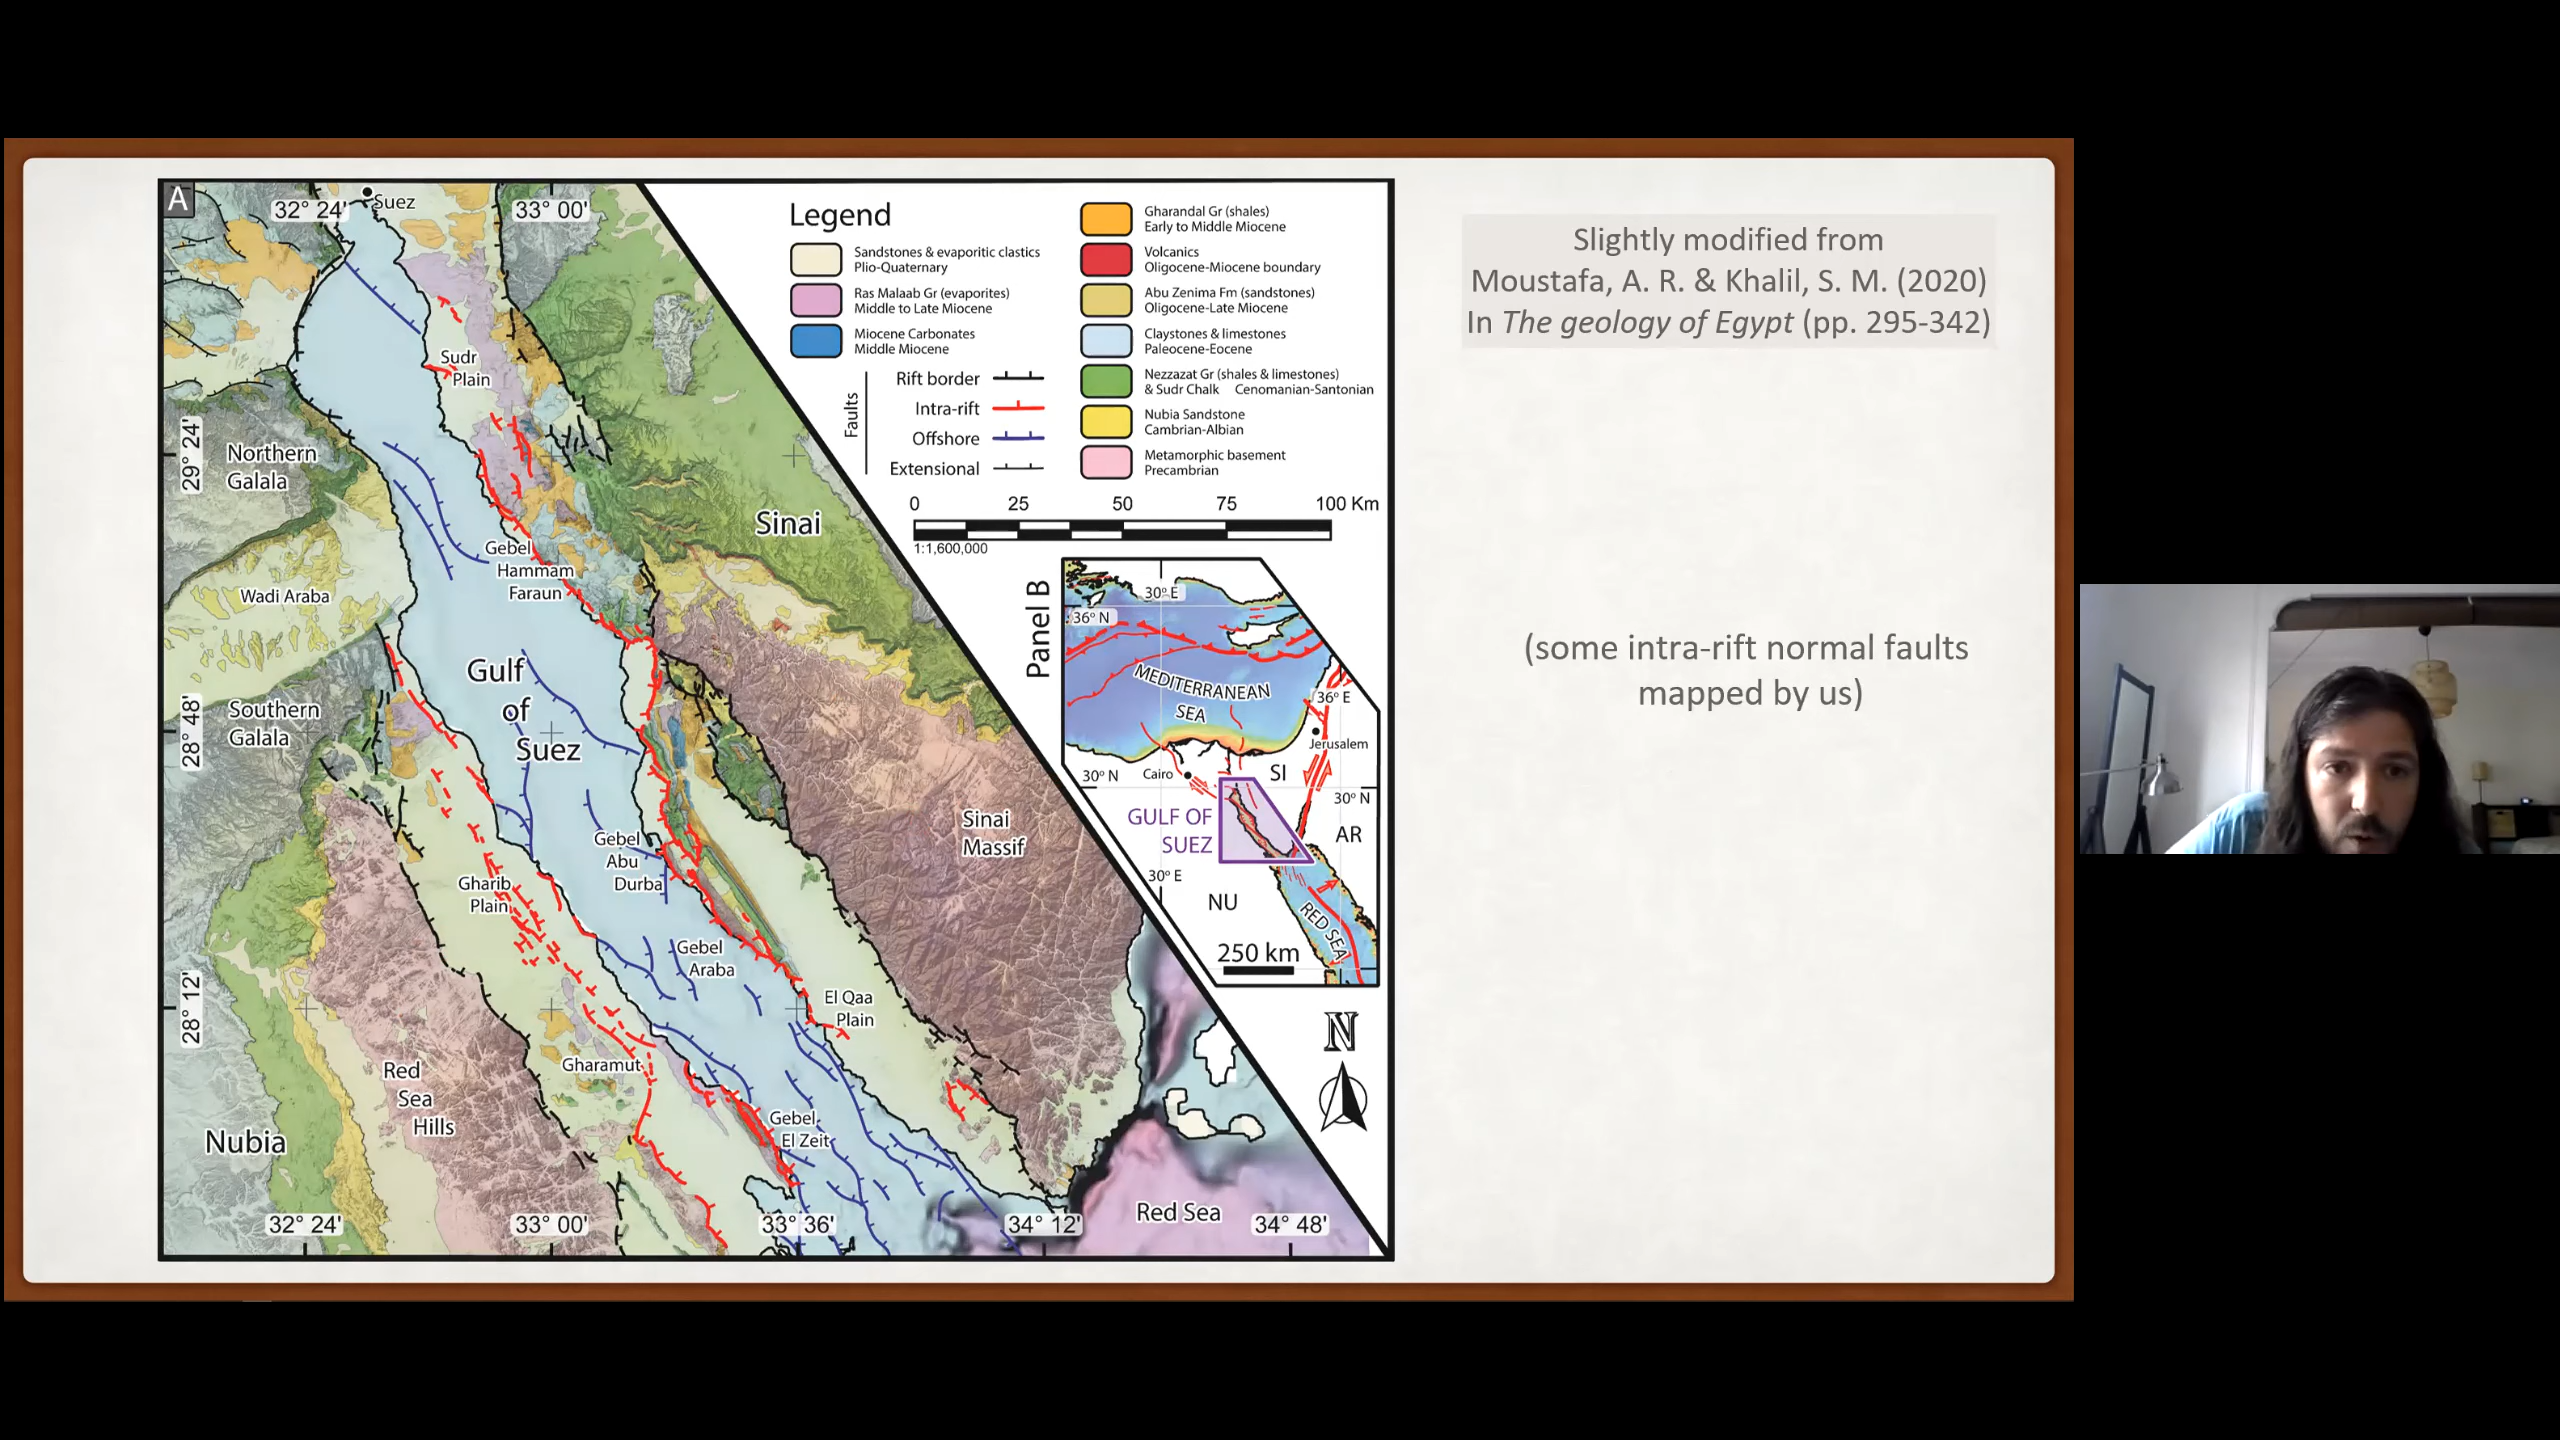 A
Suez
32° 24'
33° 00'
Sudr
Plain
29° 24'
Northern
Galala
Sinai
Gebel
Hammam
Faraun
Wadi Araba
Gulf
of
Suez
Southern
Galala
28° 48'
Sinai
Massif
Gebel
Abu
Durba
Gharib
Plain
Gebel
Araba
El Qaa
Plain
28° 12'
Gharamut
Red
Sea
Hills
Gebel
El Zeit
Nubia
Red Sea
32° 24'
33° 00'
33° 36'
34° 12'
34° 48'
Legend
Sandstones & evaporitic clastics
Plio-Quaternary
Ras Malaab Gr (evaporites)
Middle to Late Miocene
Miocene Carbonates
Middle Miocene
Faults
Rift border
Intra-rift
Offshore
Extensional
Gharandal Gr (shales)
Early to Middle Miocene
Volcanics
Oligocene-Miocene boundary
Abu Zenima Fm (sandstones)
Oligocene-Late Miocene
Claystones & limestones
Paleocene-Eocene
Nezzazat Gr (shales & limestones)
& Sudr Chalk Cenomanian-Santonian
Nubia Sandstone
Cambrian-Albian
Metamorphic basement
Precambrian
0 25 50 75 100 Km
1:1,600,000
Panel B
30° E
36° N
MEDITERRANEAN
SEA
36° E
Jerusalem
30° N
Cairo
SI
30° N
GULF OF
SUEZ
AR
30° E
NU
RED SEA
250 km
N
Slightly modified from
Moustafa, A. R. & Khalil, S. M. (2020)
In The geology of Egypt (pp. 295-342)
(some intra-rift normal faults
mapped by us)